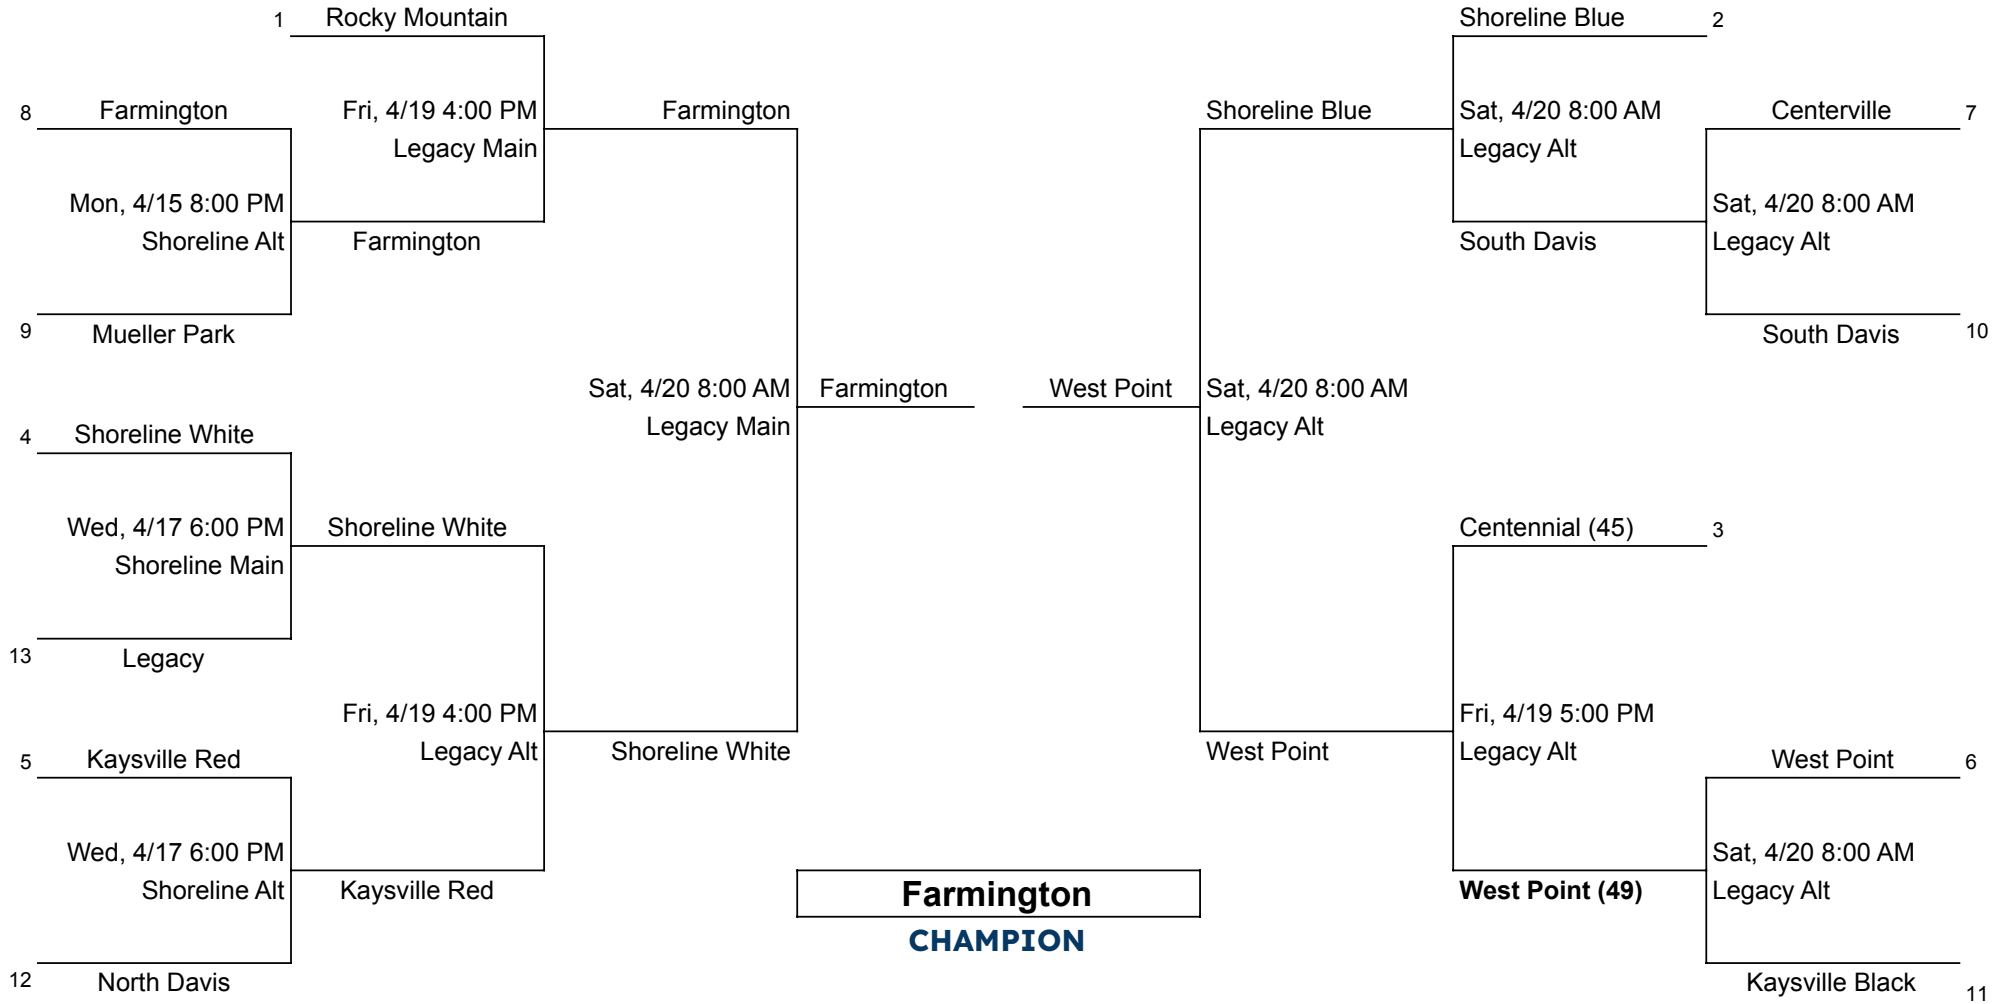 1 Rocky Mountain
Shoreline Blue 2
8 Farmington
Fri, 4/19 4:00 PM
Legacy Main
Farmington
Shoreline Blue
Sat, 4/20 8:00 AM
Legacy Alt
Centerville 7
Mon, 4/15 8:00 PM
Shoreline Alt
Farmington
South Davis
Sat, 4/20 8:00 AM
Legacy Alt
9 Mueller Park
South Davis 10
Sat, 4/20 8:00 AM
Legacy Main
Farmington
West Point
Sat, 4/20 8:00 AM
Legacy Alt
4 Shoreline White
Wed, 4/17 6:00 PM
Shoreline Main
Shoreline White
Centennial (45) 3
13 Legacy
Fri, 4/19 4:00 PM
Legacy Alt
Shoreline White
West Point
Fri, 4/19 5:00 PM
Legacy Alt
5 Kaysville Red
West Point 6
Wed, 4/17 6:00 PM
Shoreline Alt
Kaysville Red
Farmington
CHAMPION
West Point (49)
Sat, 4/20 8:00 AM
Legacy Alt
12 North Davis
Kaysville Black 11